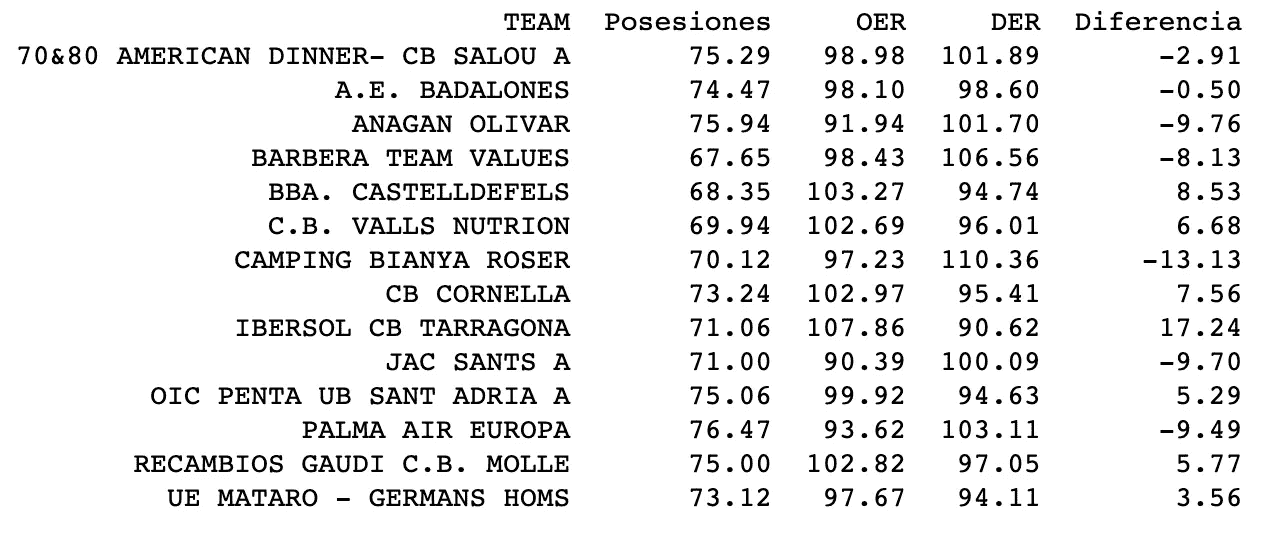 TEAM Posesiones OER DER Diferencia
70&80 AMERICAN DINNER- CB SALOU A 75.29 98.98 101.89 -2.91
A.E. BADALONES 74.47 98.10 98.60 -0.50
ANAGAN OLIVAR 75.94 91.94 101.70 -9.76
BARBERA TEAM VALUES 67.65 98.43 106.56 -8.13
BBA. CASTELLDEFELS 68.35 103.27 94.74 8.53
C.B. VALLS NUTRION 69.94 102.69 96.01 6.68
CAMPING BIANYA ROSER 70.12 97.23 110.36 -13.13
CB CORNELLA 73.24 102.97 95.41 7.56
IBERSOL CB TARRAGONA 71.06 107.86 90.62 17.24
JAC SANTS A 71.00 90.39 100.09 -9.70
OIC PENTA UB SANT ADRIA A 75.06 99.92 94.63 5.29
PALMA AIR EUROPA 76.47 93.62 103.11 -9.49
RECAMBIOS GAUDI C.B. MOLLE 75.00 102.82 97.05 5.77
UE MATARO - GERMANS HOMS 73.12 97.67 94.11 3.56